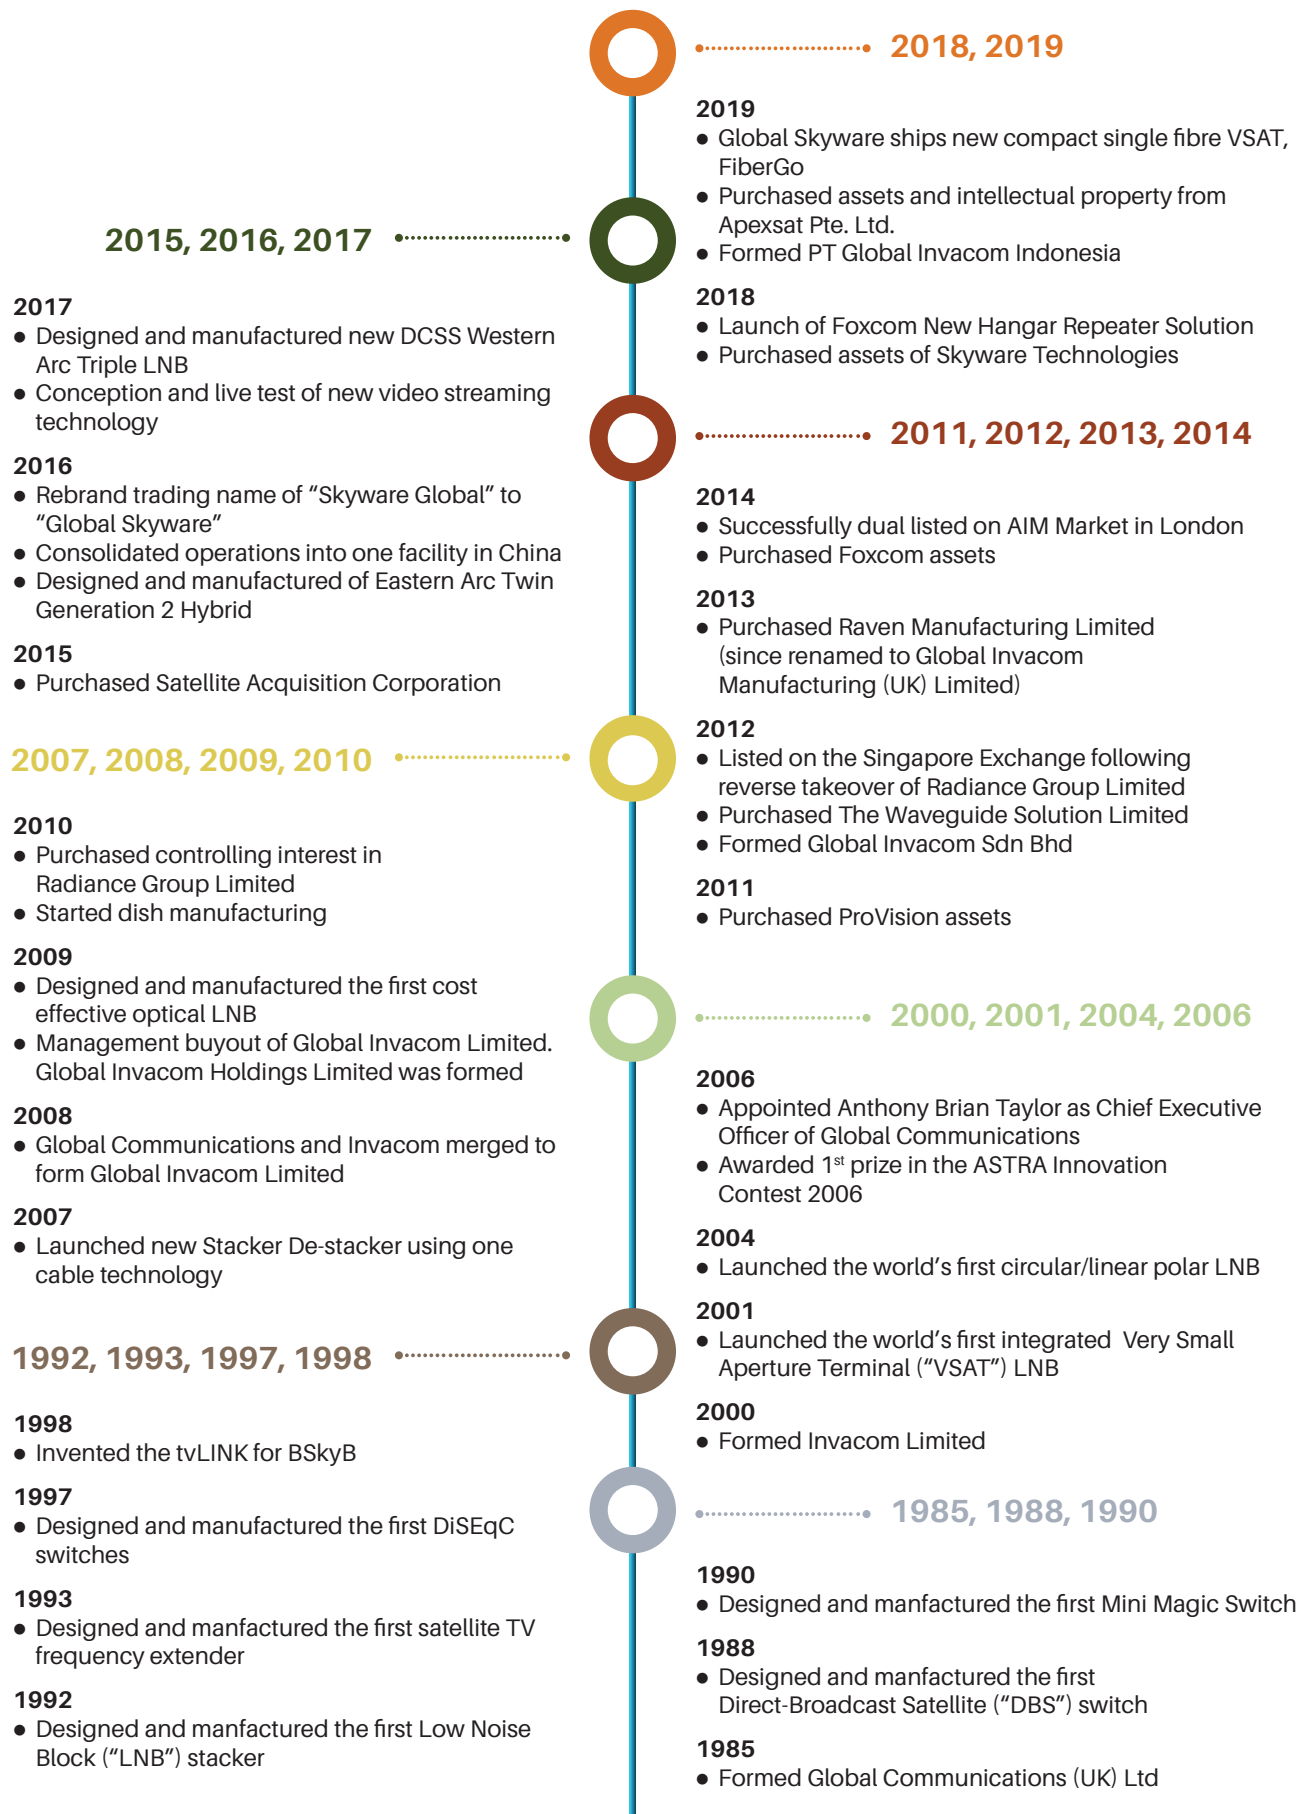 2018, 2019
2019
● Global Skyware ships new compact single fibre VSAT,
FiberGo
● Purchased assets and intellectual property from
Apexsat Pte. Ltd.
● Formed PT Global Invacom Indonesia
2018
● Launch of Foxcom New Hangar Repeater Solution
● Purchased assets of Skyware Technologies
2015, 2016, 2017
2017
● Designed and manufactured new DCSS Western
Arc Triple LNB
● Conception and live test of new video streaming
technology
2016
● Rebrand trading name of “Skyware Global” to
“Global Skyware”
● Consolidated operations into one facility in China
● Designed and manufactured of Eastern Arc Twin
Generation 2 Hybrid
2015
● Purchased Satellite Acquisition Corporation
2011, 2012, 2013, 2014
2014
● Successfully dual listed on AIM Market in London
● Purchased Foxcom assets
2013
● Purchased Raven Manufacturing Limited
(since renamed to Global Invacom
Manufacturing (UK) Limited)
2012
● Listed on the Singapore Exchange following
reverse takeover of Radiance Group Limited
● Purchased The Waveguide Solution Limited
● Formed Global Invacom Sdn Bhd
2011
● Purchased ProVision assets
2007, 2008, 2009, 2010
2010
● Purchased controlling interest in
Radiance Group Limited
● Started dish manufacturing
2009
● Designed and manufactured the first cost
effective optical LNB
● Management buyout of Global Invacom Limited.
Global Invacom Holdings Limited was formed
2008
● Global Communications and Invacom merged to
form Global Invacom Limited
2007
● Launched new Stacker De-stacker using one
cable technology
2000, 2001, 2004, 2006
2006
● Appointed Anthony Brian Taylor as Chief Executive
Officer of Global Communications
● Awarded 1st prize in the ASTRA Innovation
Contest 2006
2004
● Launched the world’s first circular/linear polar LNB
2001
● Launched the world’s first integrated Very Small
Aperture Terminal (“VSAT”) LNB
2000
● Formed Invacom Limited
1992, 1993, 1997, 1998
1998
● Invented the tvLINK for BSkyB
1997
● Designed and manufactured the first DiSEqC
switches
1993
● Designed and manfactured the first satellite TV
frequency extender
1992
● Designed and manfactured the first Low Noise
Block (“LNB”) stacker
1985, 1988, 1990
1990
● Designed and manfactured the first Mini Magic Switch
1988
● Designed and manfactured the first
Direct-Broadcast Satellite (“DBS”) switch
1985
● Formed Global Communications (UK) Ltd